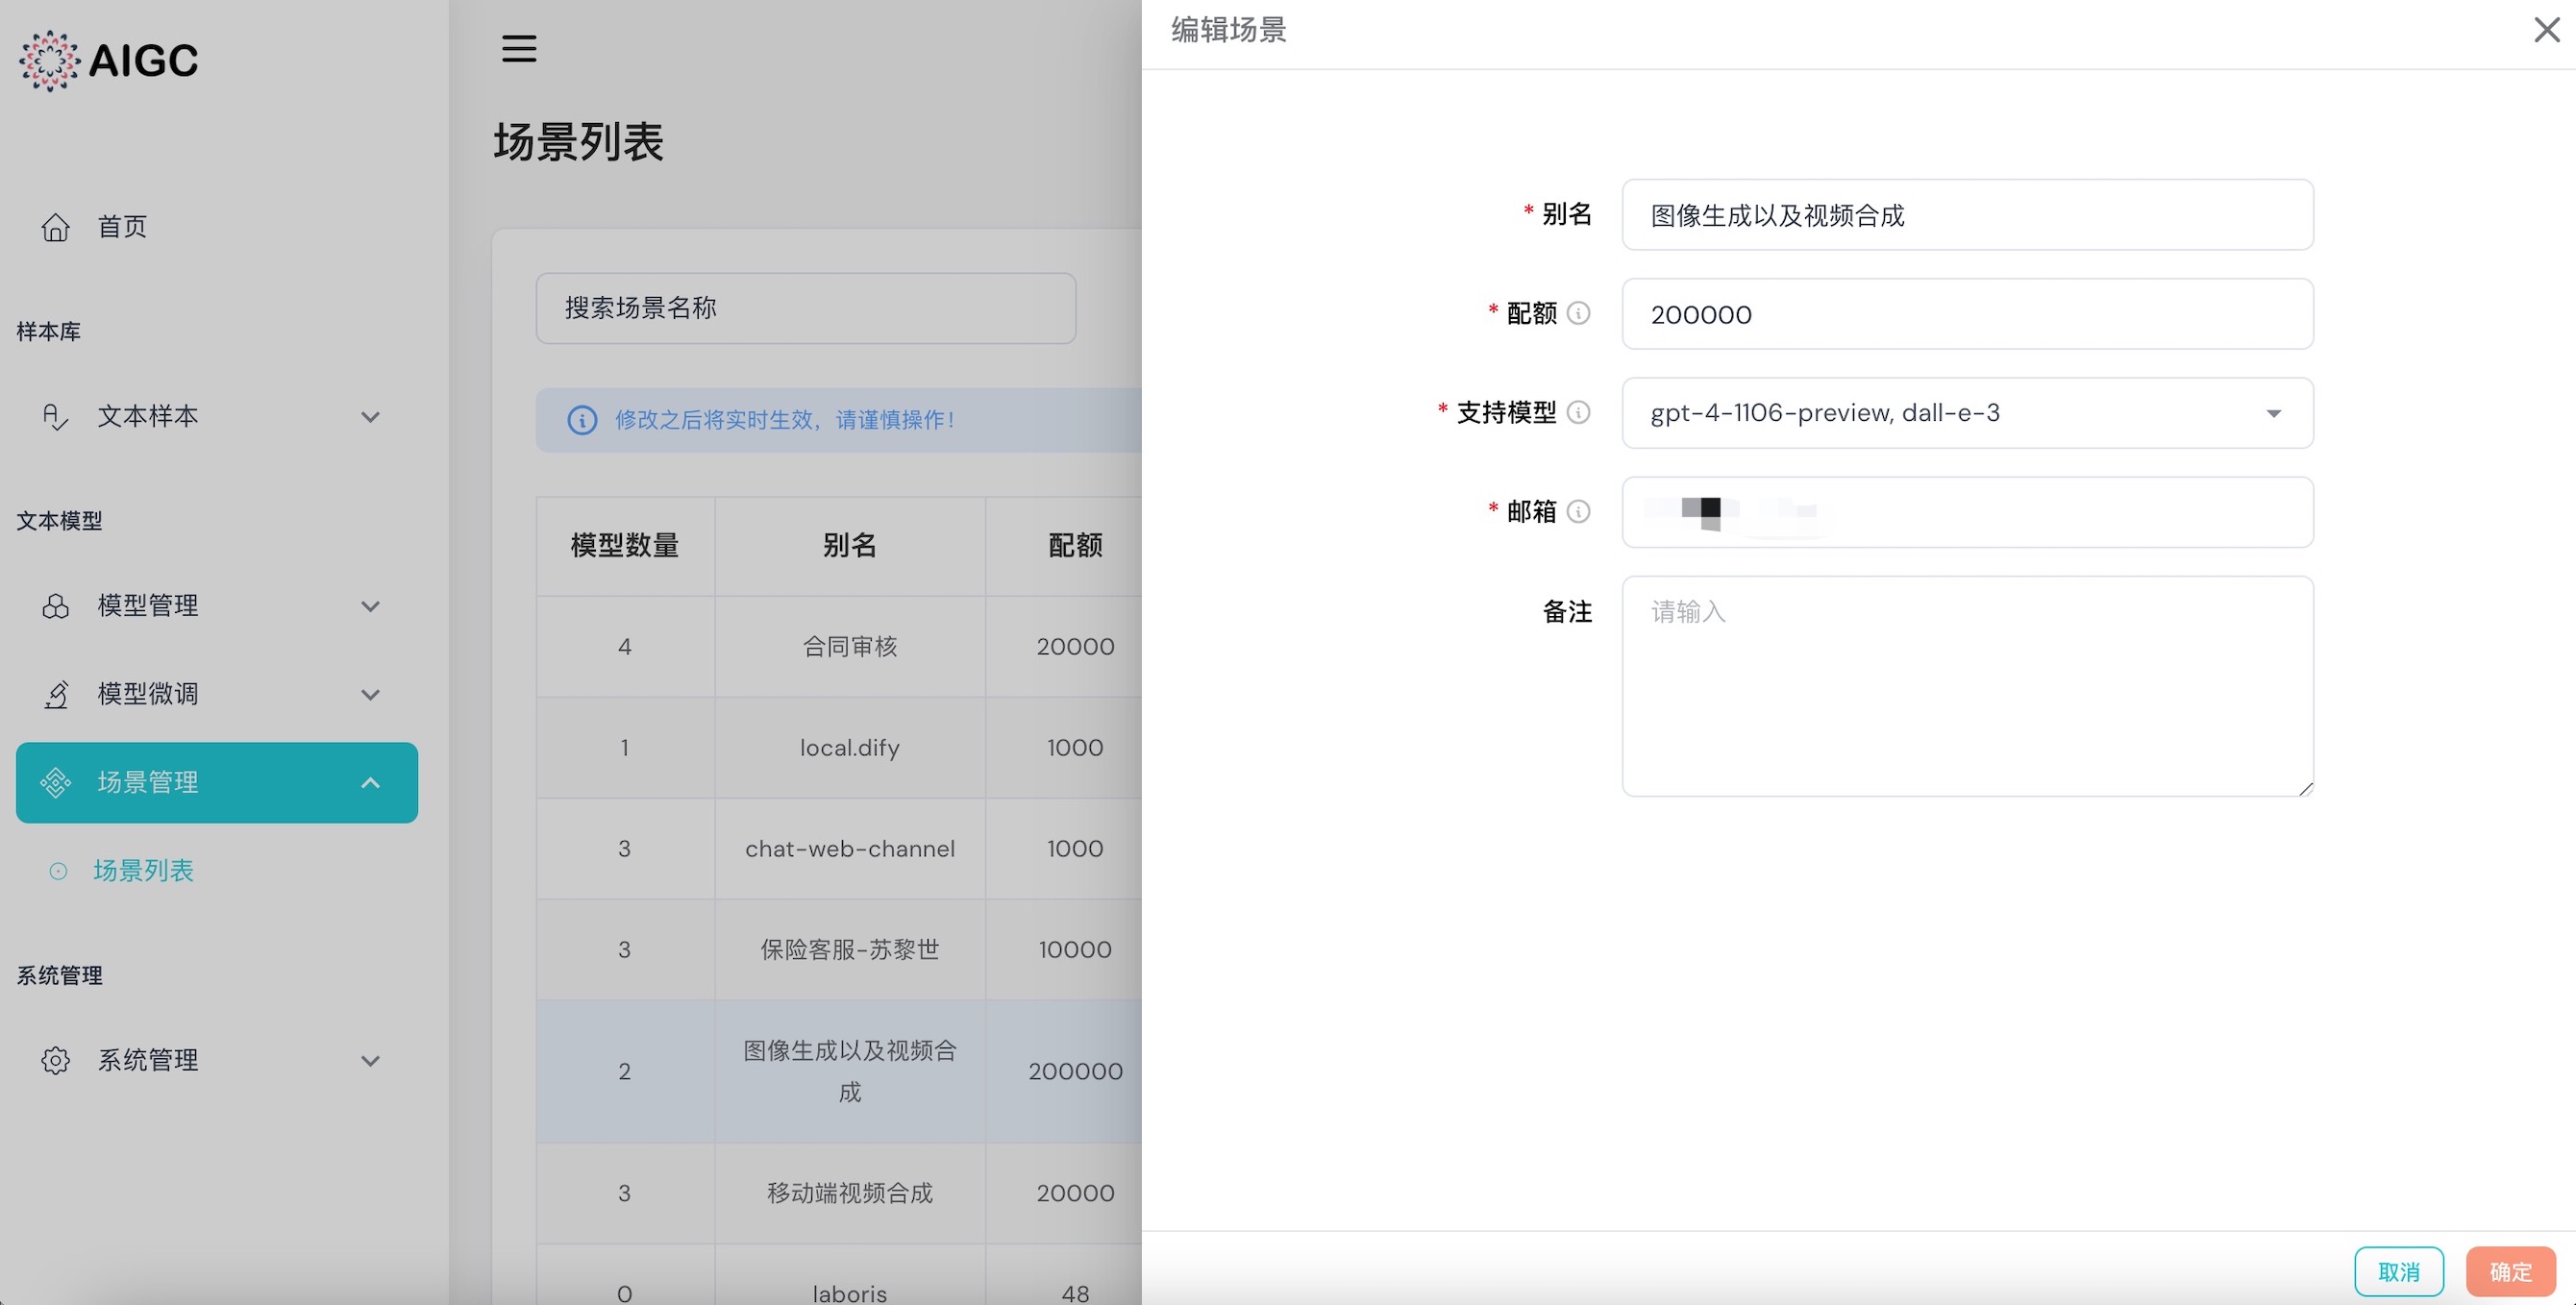 AIGC
首页
样本库
文本样本
文本模型
模型管理
模型微调
场景管理
场景列表
系统管理
系统管理
场景列表
搜索场景名称
修改之后将实时生效，请谨慎操作！
模型数量 别名 配额
4 合同审核 20000
1 local.dify 1000
3 chat-web-channel 1000
3 保险客服-苏黎世 10000
2 图像生成以及视频合 200000
成
3 移动端视频合成 20000
0 laboris 48
编辑场景
* 别名 图像生成以及视频合成
* 配额 200000
* 支持模型 gpt-4-1106-preview, dall-e-3
* 邮箱
备注 请输入
取消 确定